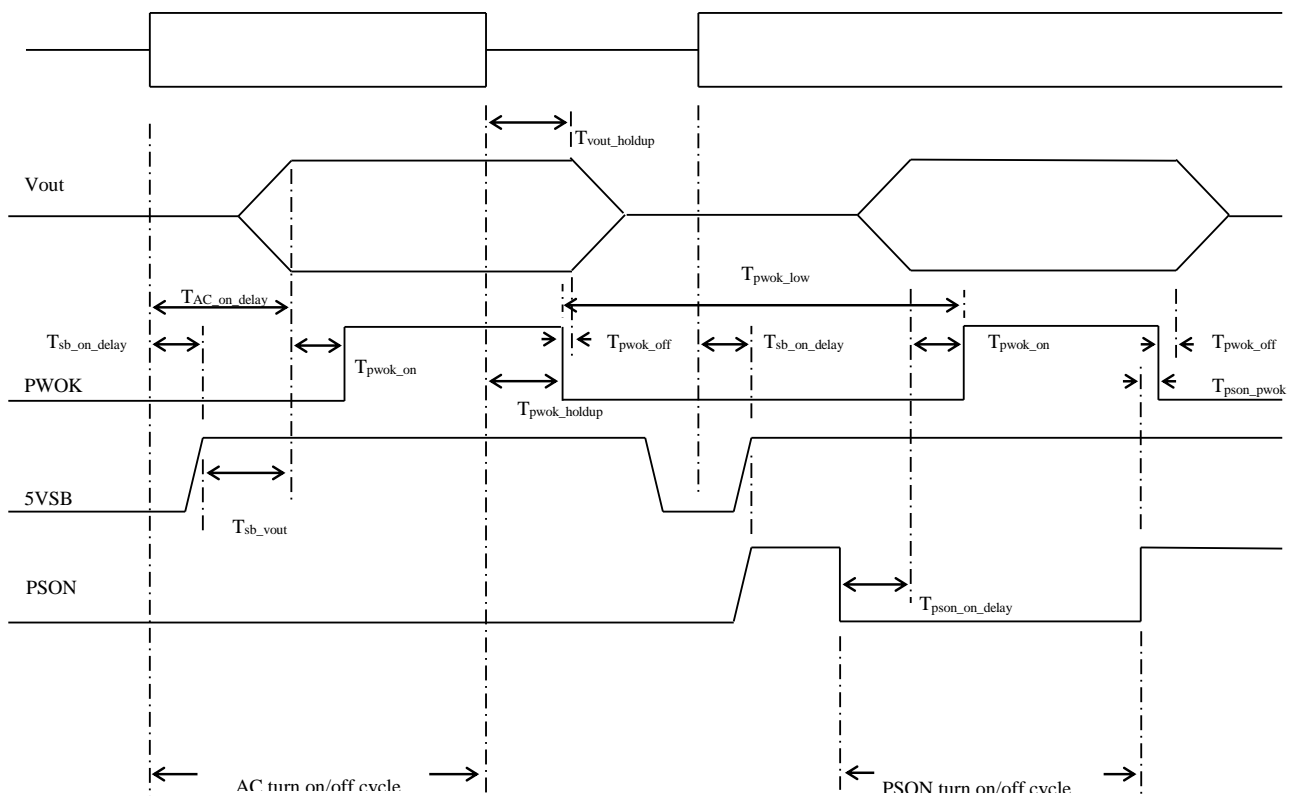 Tvout_holdup
Vout
Tpwok_low
TAC_on_delay
Tsb_on_delay
Tpwok_on
Tpwok_off
Tsb_on_delay
Tpwok_on
Tpwok_off
PWOK
Tpwok_holdup
Tpson_pwok
5VSB
Tsb_vout
PSON
Tpson_on_delay
AC turn on/off cycle
PSON turn on/off cycle